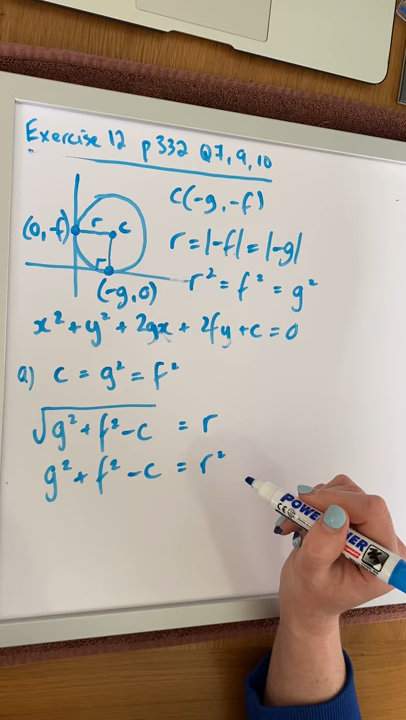 Exercise 12 p332 Q7, 9, 10
C(-g, -f)
(0, -f) r c
r = |-f| = |-g|
r
r² = f² = g²
(-g, 0)
x² + y² + 2gx + 2fy + c = 0
a) c = g² = f²
√g² + f² - c = r
g² + f² - c = r²
POWER